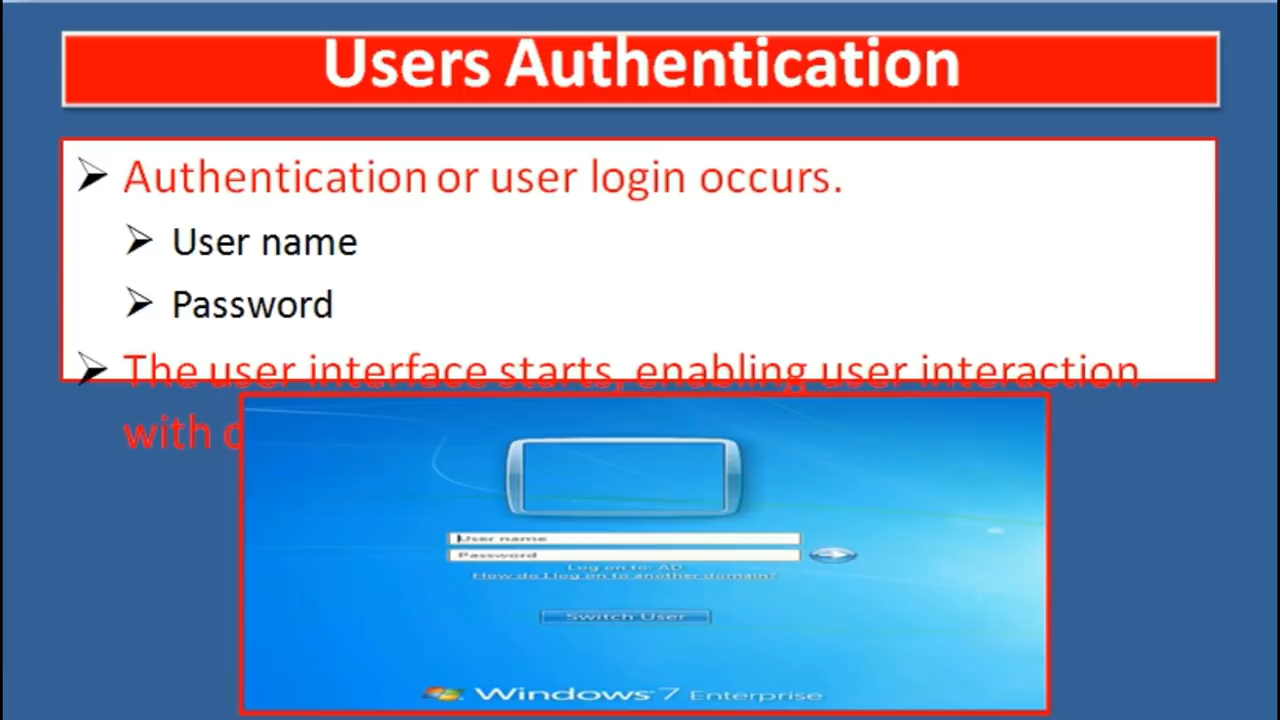 Users Authentication
Authentication or user login occurs.
User name
Password
The user interface starts, enabling user interaction
with
User name
Password
Log on to: AD
How do I log on to another domain?
Switch User
Windows 7 Enterprise